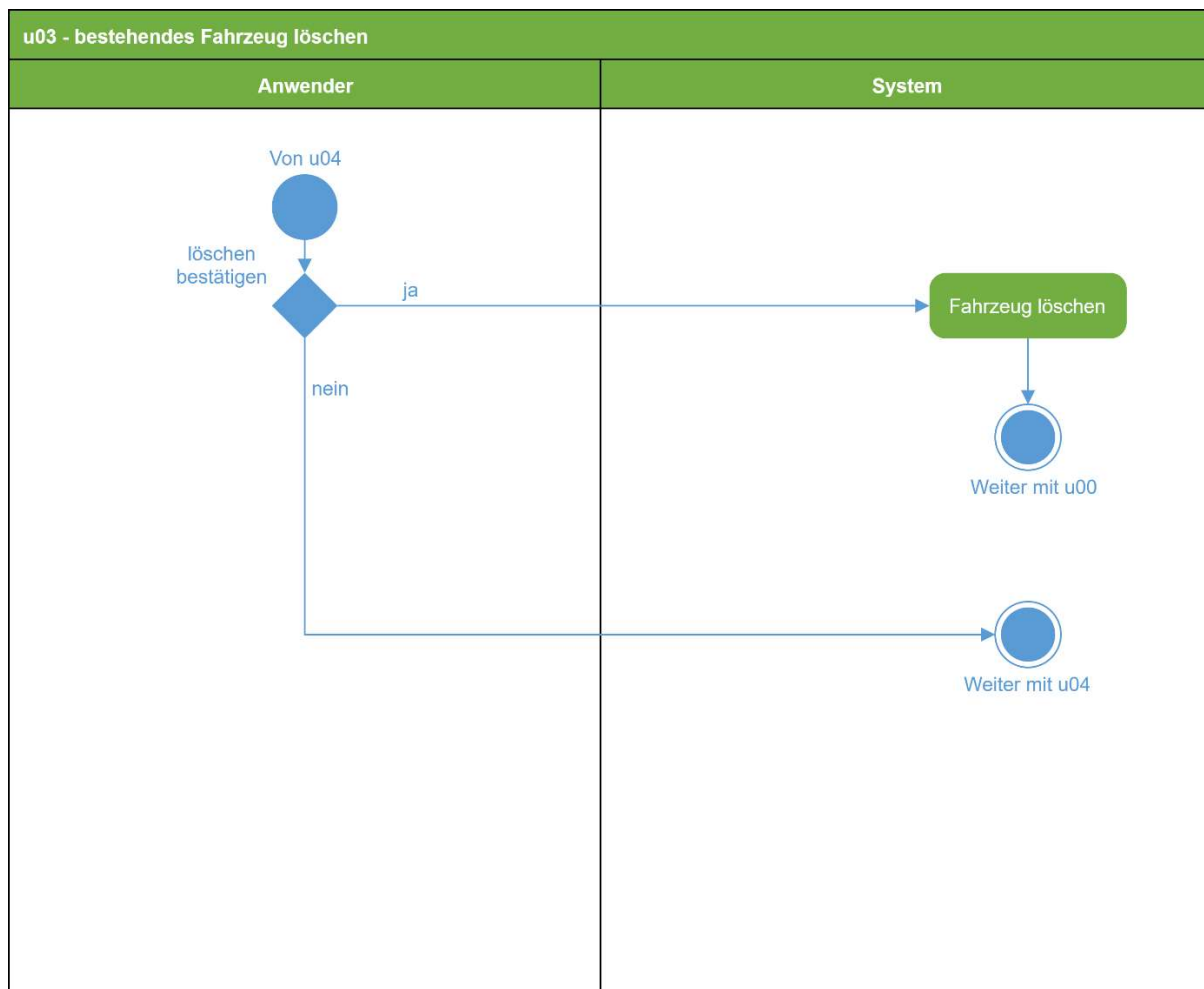 u03 - bestehendes Fahrzeug löschen
Anwender
System
Von u04
löschen
bestätigen
ja
Fahrzeug löschen
nein
Weiter mit u00
Weiter mit u04